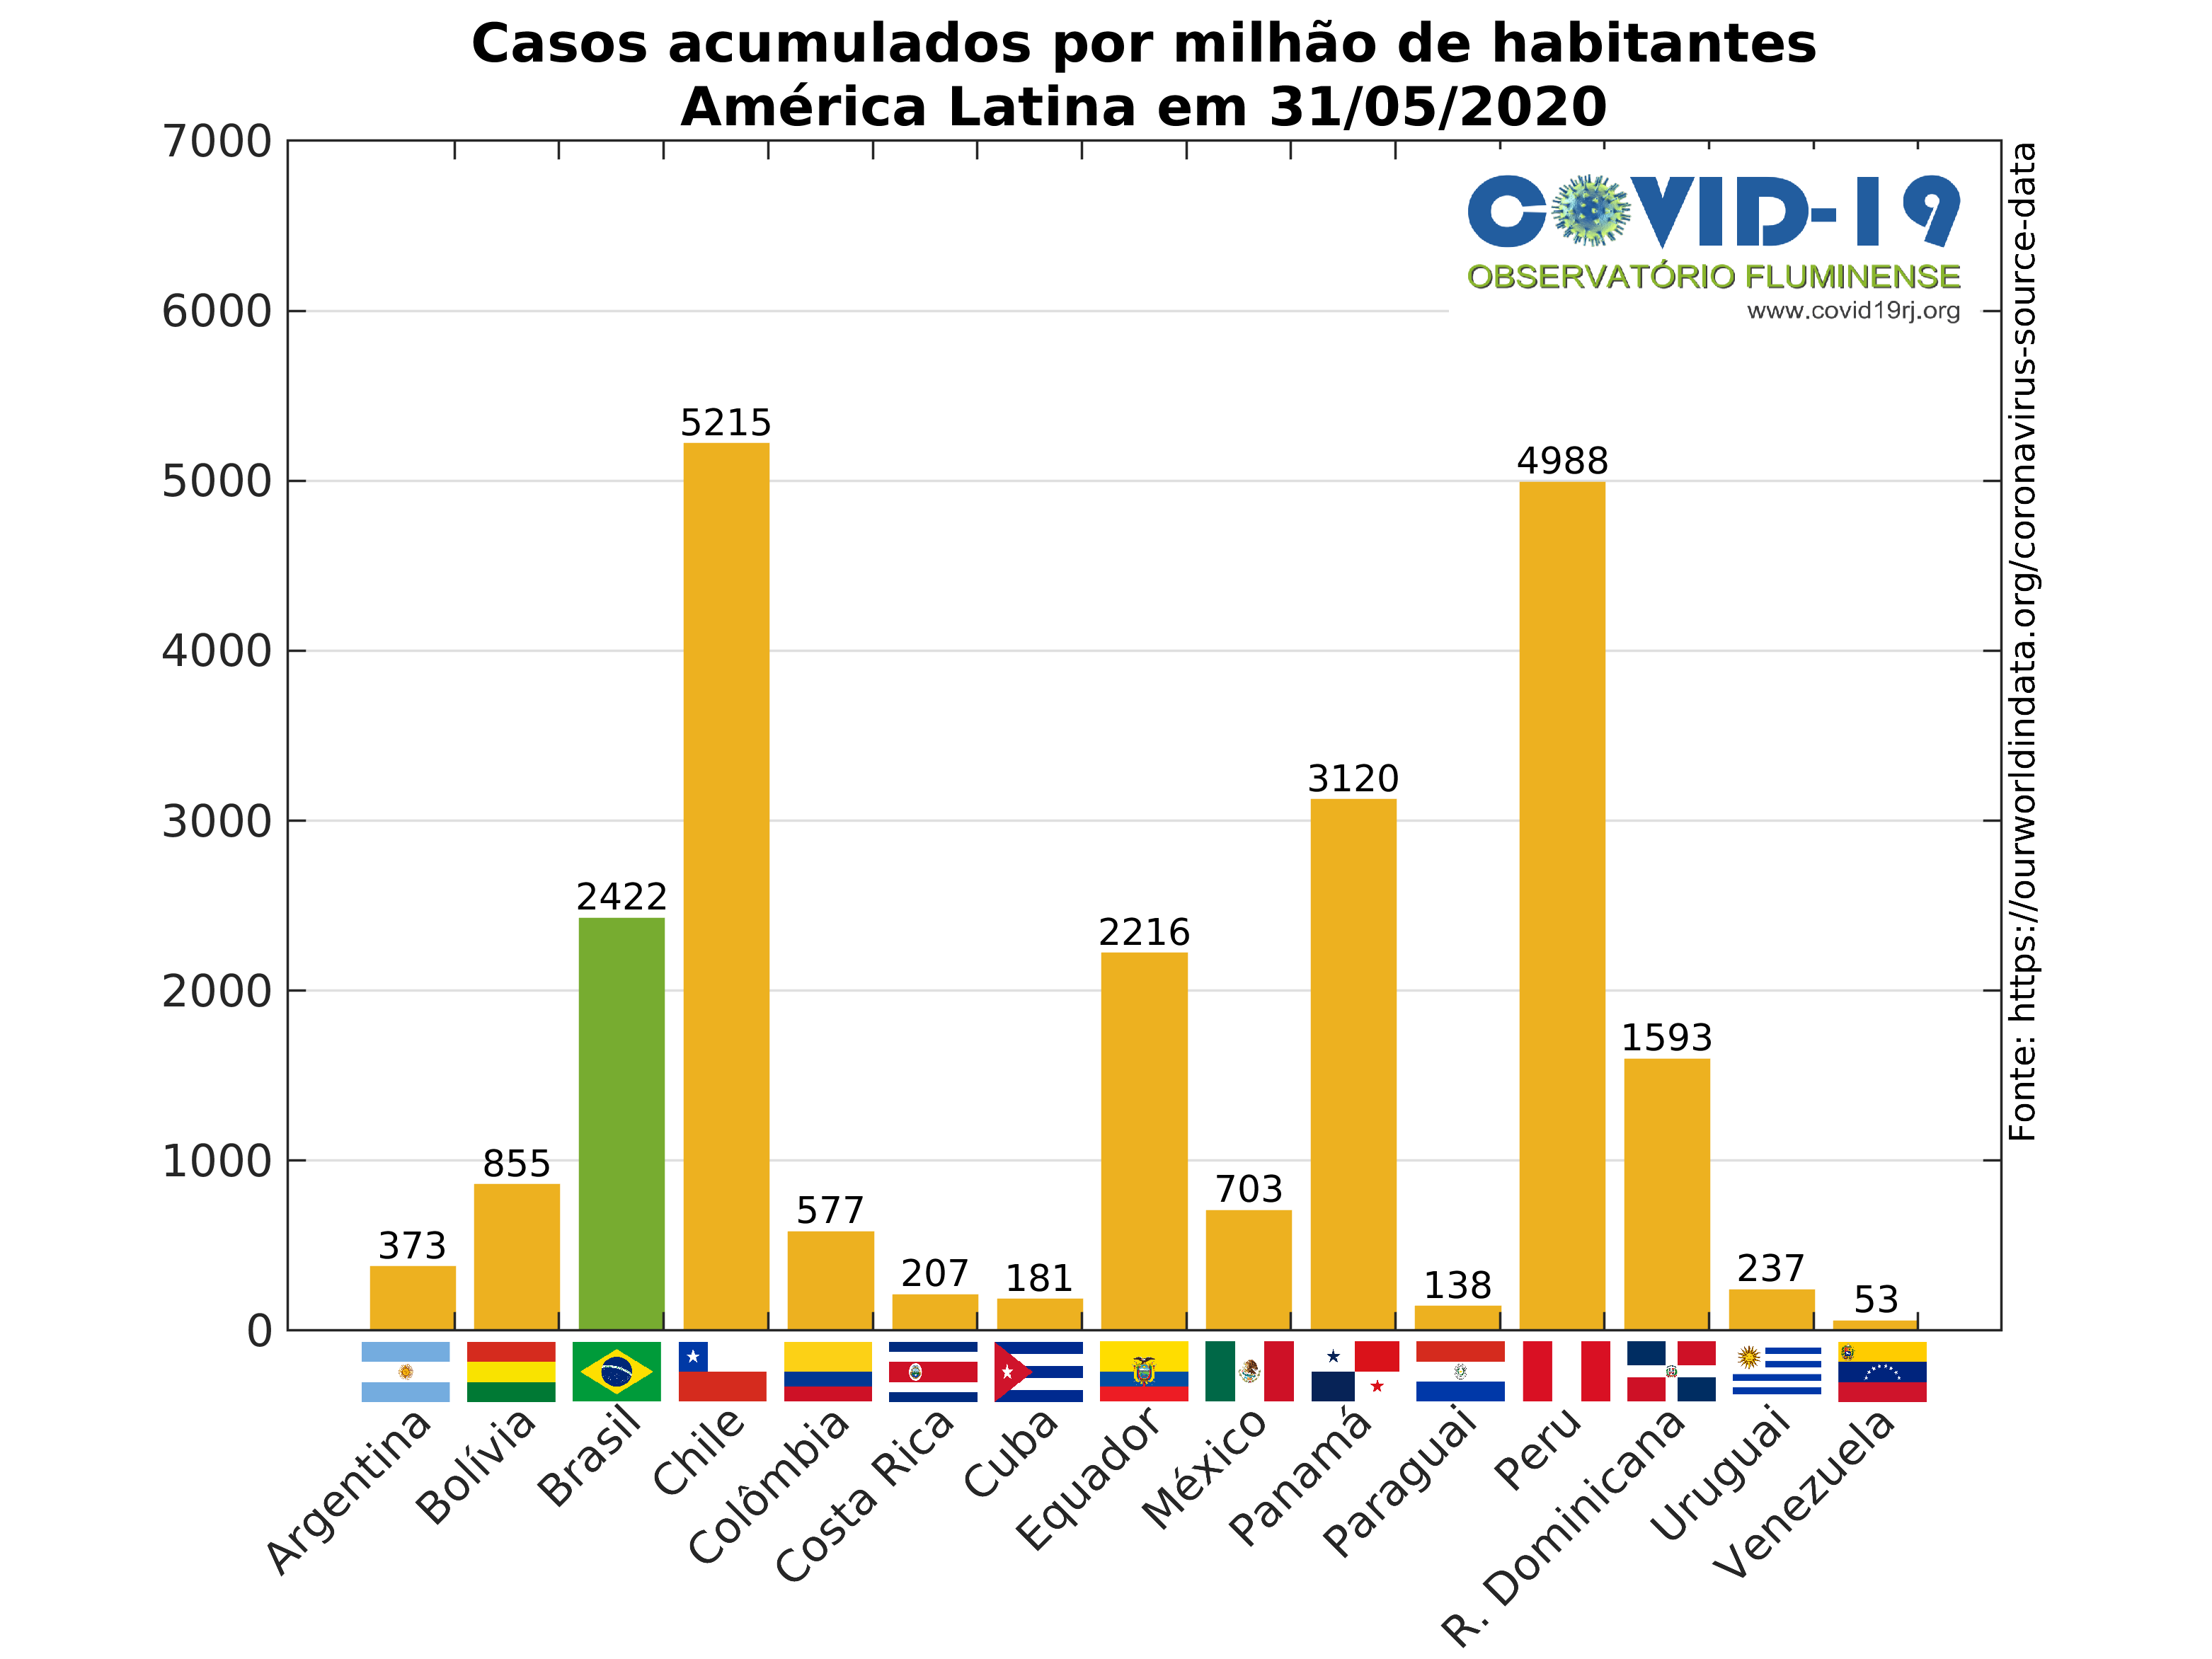 Casos acumulados por milhão de habitantes
América Latina em 31/05/2020
7000
6000
5000
4000
3000
2000
1000
0
COVID-19
OBSERVATÓRIO FLUMINENSE
www.covid19rj.org
Fonte: https://ourworldindata.org/coronavirus-source-data
373
855
2422
5215
577
207
181
2216
703
3120
138
4988
1593
237
53
Argentina
Bolívia
Brasil
Chile
Colômbia
Costa Rica
Cuba
Equador
México
Panamá
Paraguai
Peru
R. Dominicana
Uruguai
Venezuela